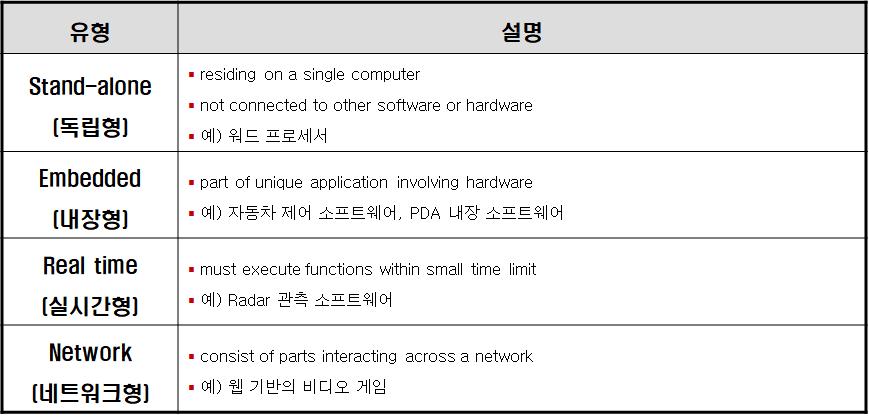 유형
설명
Stand-alone
(독립형)
▪ residing on a single computer
▪ not connected to other software or hardware
▪ 예) 워드 프로세서
Embedded
(내장형)
▪ part of unique application involving hardware
▪ 예) 자동차 제어 소프트웨어, PDA 내장 소프트웨어
Real time
(실시간형)
▪ must execute functions within small time limit
▪ 예) Radar 관측 소프트웨어
Network
(네트워크형)
▪ consist of parts interacting across a network
▪ 예) 웹 기반의 비디오 게임